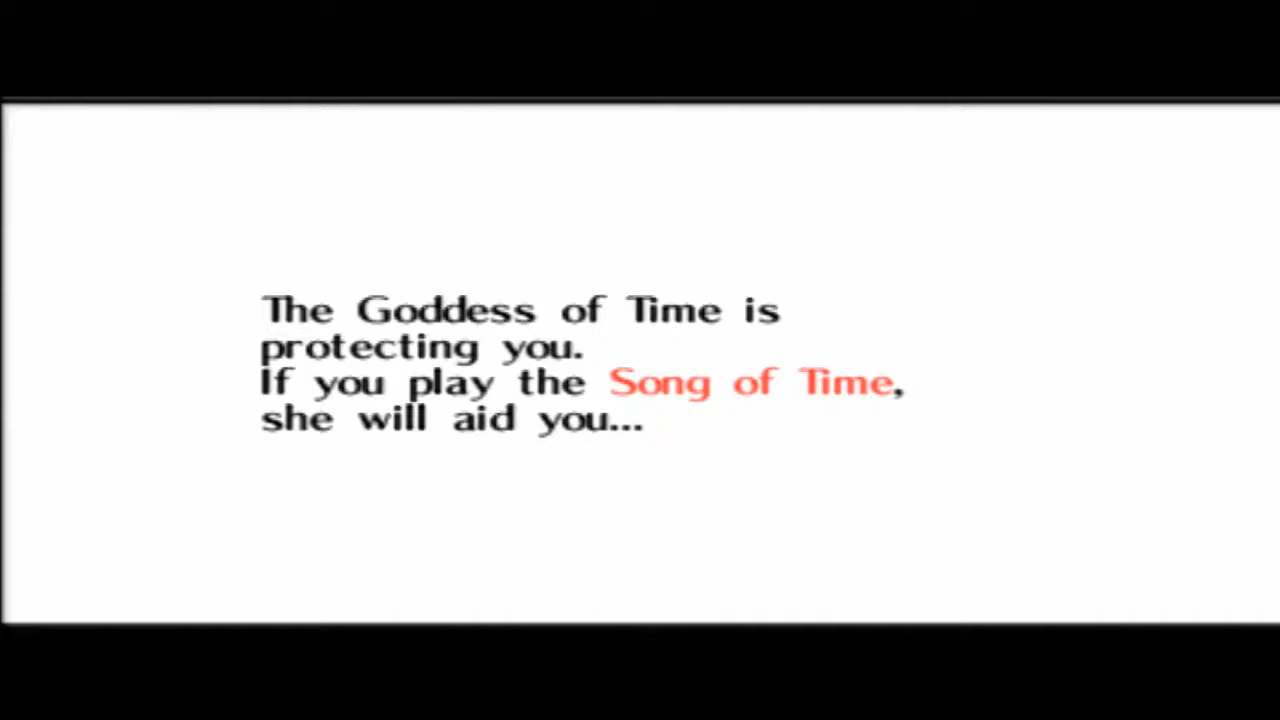 The Goddess of Time is
protecting you.
If you play the Song of Time,
she will aid you...